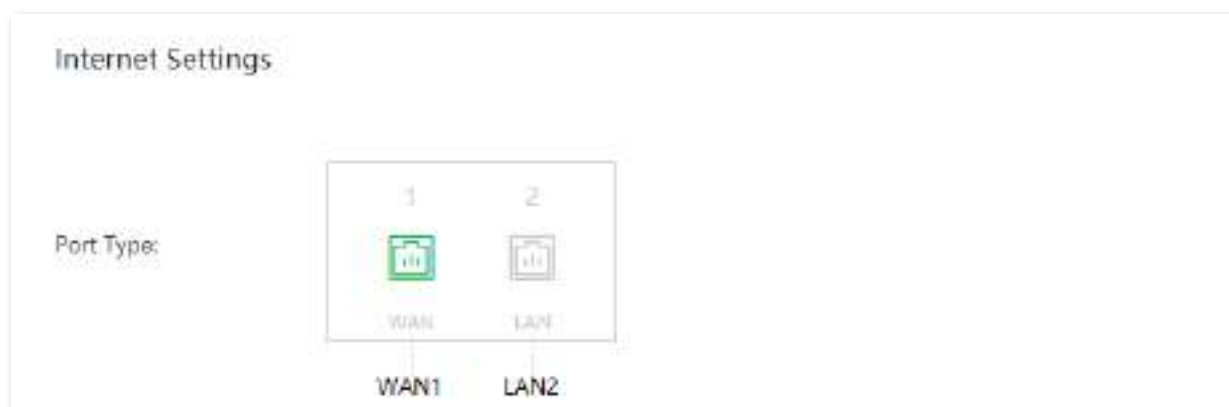 Internet Settings
1 2
Port Type:
WAN LAN
WAN1 LAN2